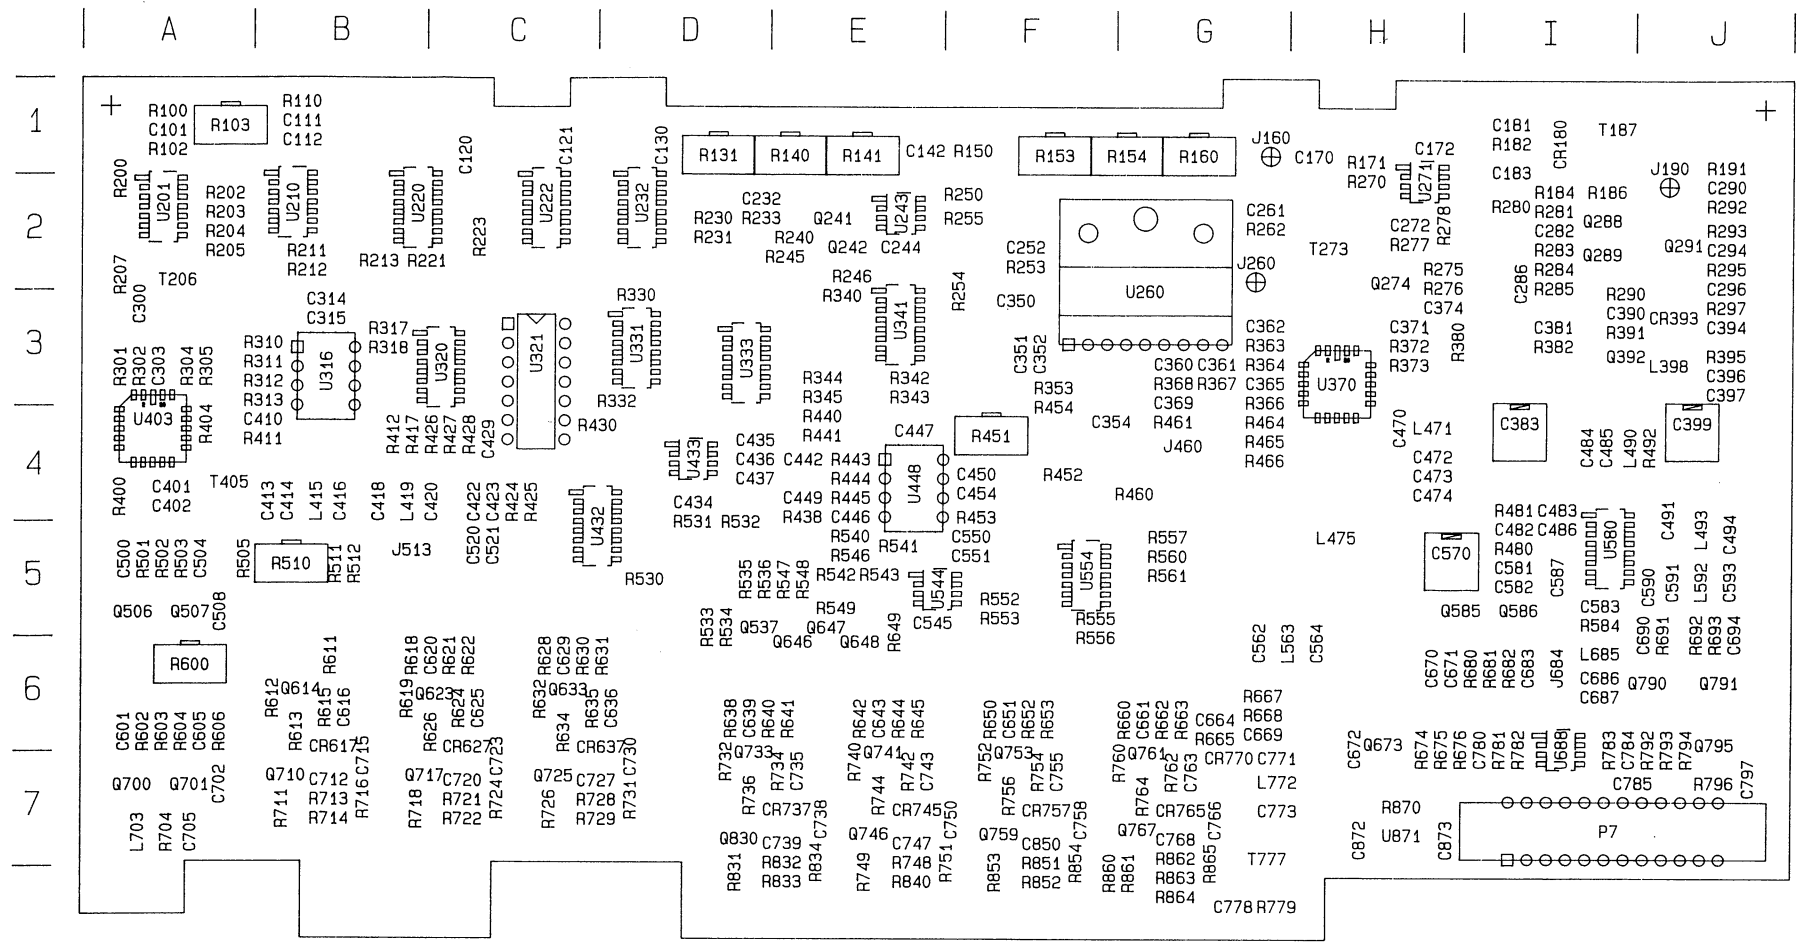 A B C D E F G H I J
1
R100 R110
C101 R103 C111
R102 C112
C120 C121 C130
R131 R140 R141 C142 R150 R153 R154 R160
J160 C170 R171 C172 U271 R270
C181 R182 CR180 T187
C183 J190 R191
2
R200 U201 R202 R203 R204 R205
U210 R211 R212 R213 U220 R221
R223 U222 U232
C232 R230 R233 R231
Q241 U243 R240 Q242 C244 R245 R246
R250 R255 C252 R253 R254
C261 R262 J260 U260
T273 C272 R277 R278 Q274 R275 R276 C374
R184 R186 R280 R281 C282 Q288 R283 Q289 R284 R285 C286
C290 R292 R293 Q291 C294 R295 C296 R297
R207 T206 C300
3
C314 C315 R317 R318
R310 R311 R312 R313 U316
R301 R302 C303 R304 R305
U320 U321 R330 U331 R332 U333
R340 U341 R344 R342 R345 R343
C350 C351 C352 R353 R454 C354
C362 R363 R364 C365 R366
C360 C361 R368 R367 C369
C371 R372 R373 R380 U370
C381 R382 R290 C390 R391 Q392
CR393 C394 R395 L398 C396 C397
4
U403 R404 C410 R411
R412 R417 R426 R427 R428 C429 R430
R400 C401 C402 T405
C413 C414 L415 C416 C418 L419 C420 C422 C423 R424 R425
U432 U433 C434 C435 C436 C437
R440 R441 C442 R443 R444 C449 R445 R438 C446 C447 U448
R451 C450 C454 R453 R452
R461 J460 R460 R464 R465 R466
C470 L471 C472 C473 C474
C383 C399 C484 C485 L490 R492
R481 C483 C482 C486 C491 L493 C494
5
C500 R501 R502 R503 C504 R505
R510 R511 R512 J513
C520 C521
R531 R532 R530 R535 R536 R547 R548
R540 R546 R541 R542 R543 U544 R549 C545
C550 C551 R552 R553 U554 R555 R556
R557 R560 R561
L475 C570 R480 C581 C582 U580 C587
C590 C591 L592 C593
Q506 Q507 C508
R533 R534 Q537 Q646 Q647 Q648 R649
Q585 Q586 C583 R584
C562 L563 C564
6
R600 R611 R618 C620 R621 R622
R628 C629 R630 R631
R612 Q614 R615 C616 R613
R619 Q623 R624 C625 R626
R632 Q633 R635 C636 R634
C601 R602 R603 R604 C605 R606
CR617 C715 CR627 C723 CR637 C730
R638 C639 R640 R641
R642 C643 R644 R645
R650 C651 R652 R653
R660 C661 R662 R663 C664 R665
R667 R668 C669
C670 C671 R680 R681 R682 C683 J684
L685 C686 C687
C690 R691 R692 R693 C694
Q790 Q791
C672 Q673 R674 R675 R676 C780 R781 R782 U688 R783 C784 R792 R793 R794 Q795
7
Q700 Q701 C702
Q710 C712 R713 R714 R711 R716
Q717 C720 R721 R722 R718 R724
Q725 C727 R728 R729 R726 R731
R732 Q733 R734 C735 R736 CR737 C738
R740 Q741 R742 C743 R744 CR745 C750
R752 Q753 R754 C755 R756 CR757 C758
R760 Q761 R762 C763 R764 CR765 C766
CR770 C771 L772 C773
L703 R704 C705
Q830 C739 R832 R833 R831 R834
Q746 C747 R748 R840 R749 R751
Q759 C850 R851 R852 R853 R854
Q767 C768 R862 R863 R864 R860 R861 R865
T777 C778 R779
R870 U871 C872 C873
C785 R796 C797
P7